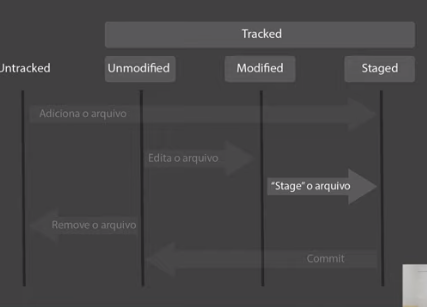 Tracked
Untracked
Unmodified
Modified
Staged
Adiciona o arquivo
Edita o arquivo
"Stage" o arquivo
Remove o arquivo
Commit